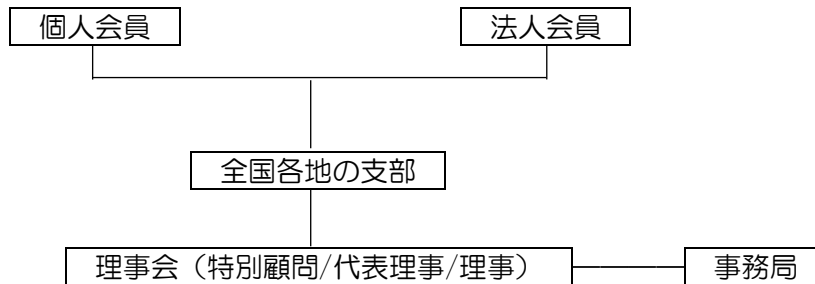 個人会員
法人会員
全国各地の支部
理事会（特別顧問/代表理事/理事）
事務局